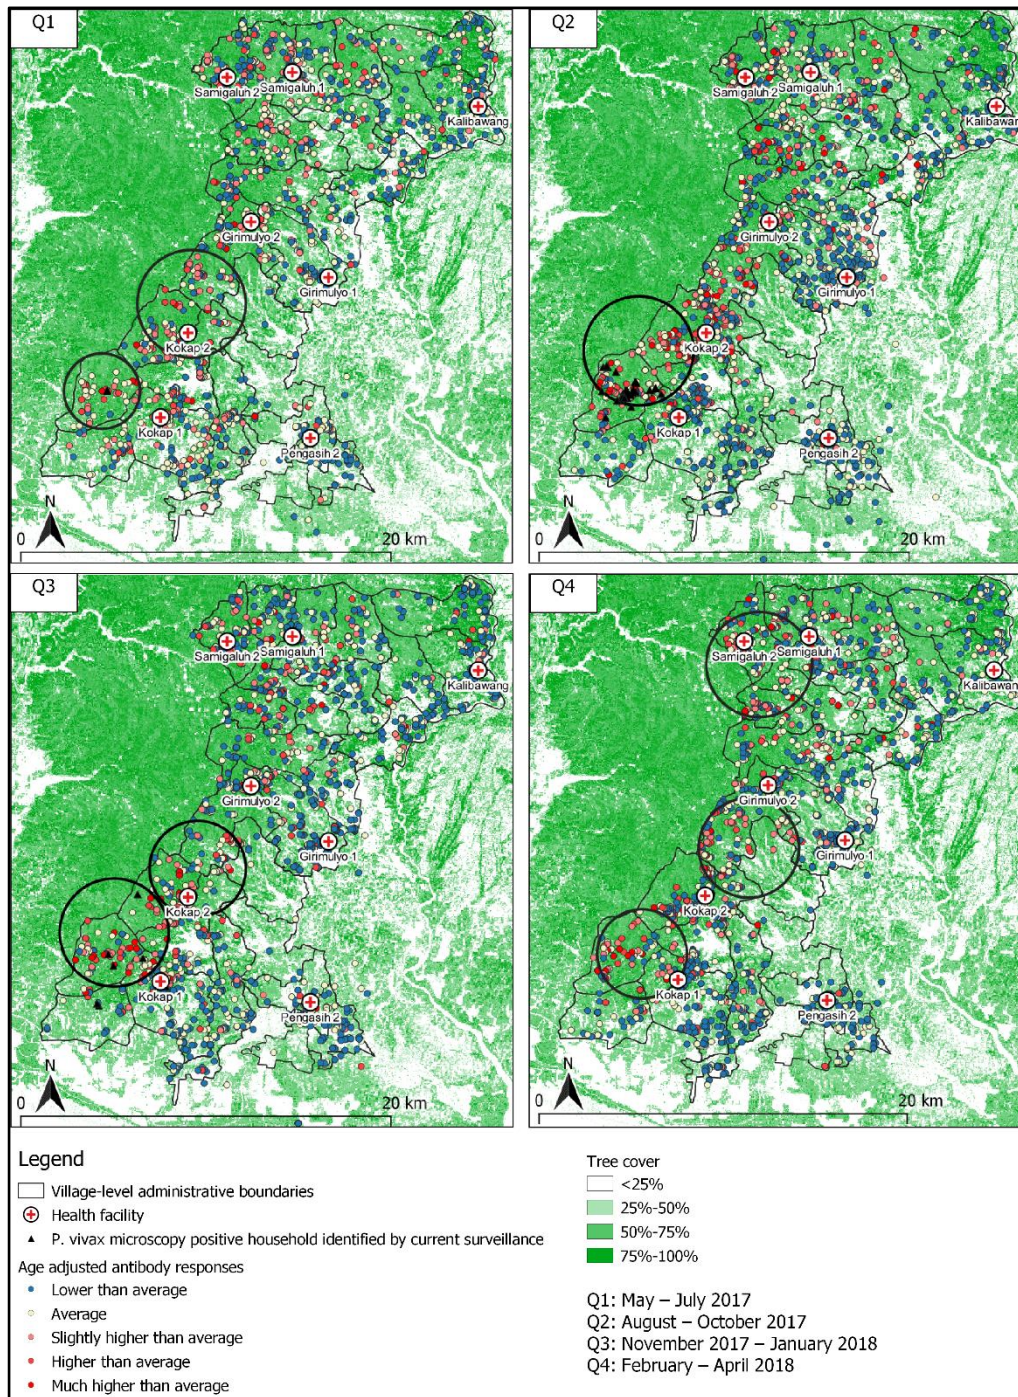 Q1
Samigaluh 2
Samigaluh 1
Kalibawang
Girimulyo 2
Girimulyo 1
Kokap 2
Kokap 1
Pengasih 2
N
0
20 km
Q2
Samigaluh 2
Samigaluh 1
Kalibawang
Girimulyo 2
Girimulyo 1
Kokap 2
Kokap 1
Pengasih 2
N
0
20 km
Q3
Samigaluh 2
Samigaluh 1
Kalibawang
Girimulyo 2
Girimulyo 1
Kokap 2
Kokap 1
Pengasih 2
N
0
20 km
Q4
Samigaluh 2
Samigaluh 1
Kalibawang
Girimulyo 2
Girimulyo 1
Kokap 2
Kokap 1
Pengasih 2
N
0
20 km
Legend
Village-level administrative boundaries
Health facility
P. vivax microscopy positive household identified by current surveillance
Age adjusted antibody responses
Lower than average
Average
Slightly higher than average
Higher than average
Much higher than average
Tree cover
<25%
25%-50%
50%-75%
75%-100%
Q1: May – July 2017
Q2: August – October 2017
Q3: November 2017 – January 2018
Q4: February – April 2018